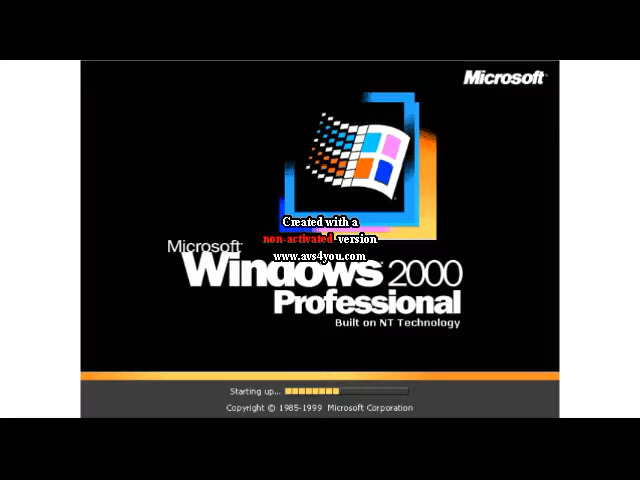 Microsoft
Created with a
non-activated version
www.avs4you.com
Microsoft
Windows 2000
Professional
Built on NT Technology
Starting up...
Copyright © 1985-1999 Microsoft Corporation